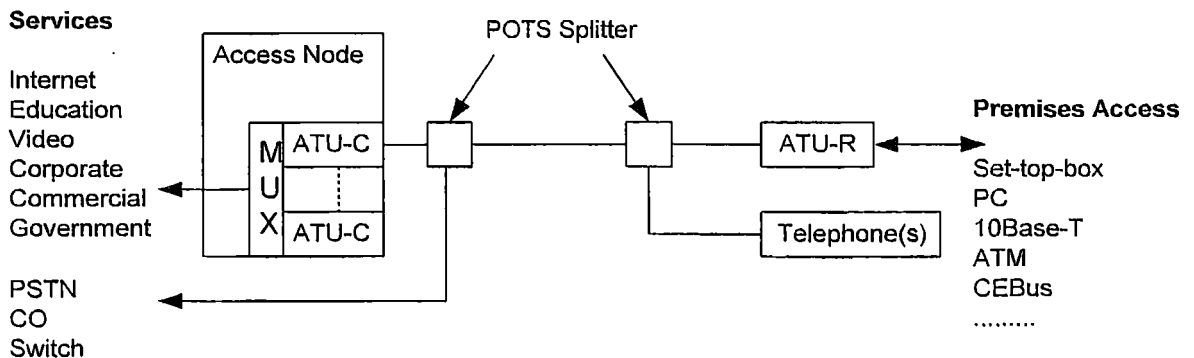 Services
Internet
Education
Video
Corporate
Commercial
Government
PSTN
CO
Switch
Access Node
MUX
ATU-C
ATU-C
POTS Splitter
ATU-R
Telephone(s)
Premises Access
Set-top-box
PC
10Base-T
ATM
CEBus
.........